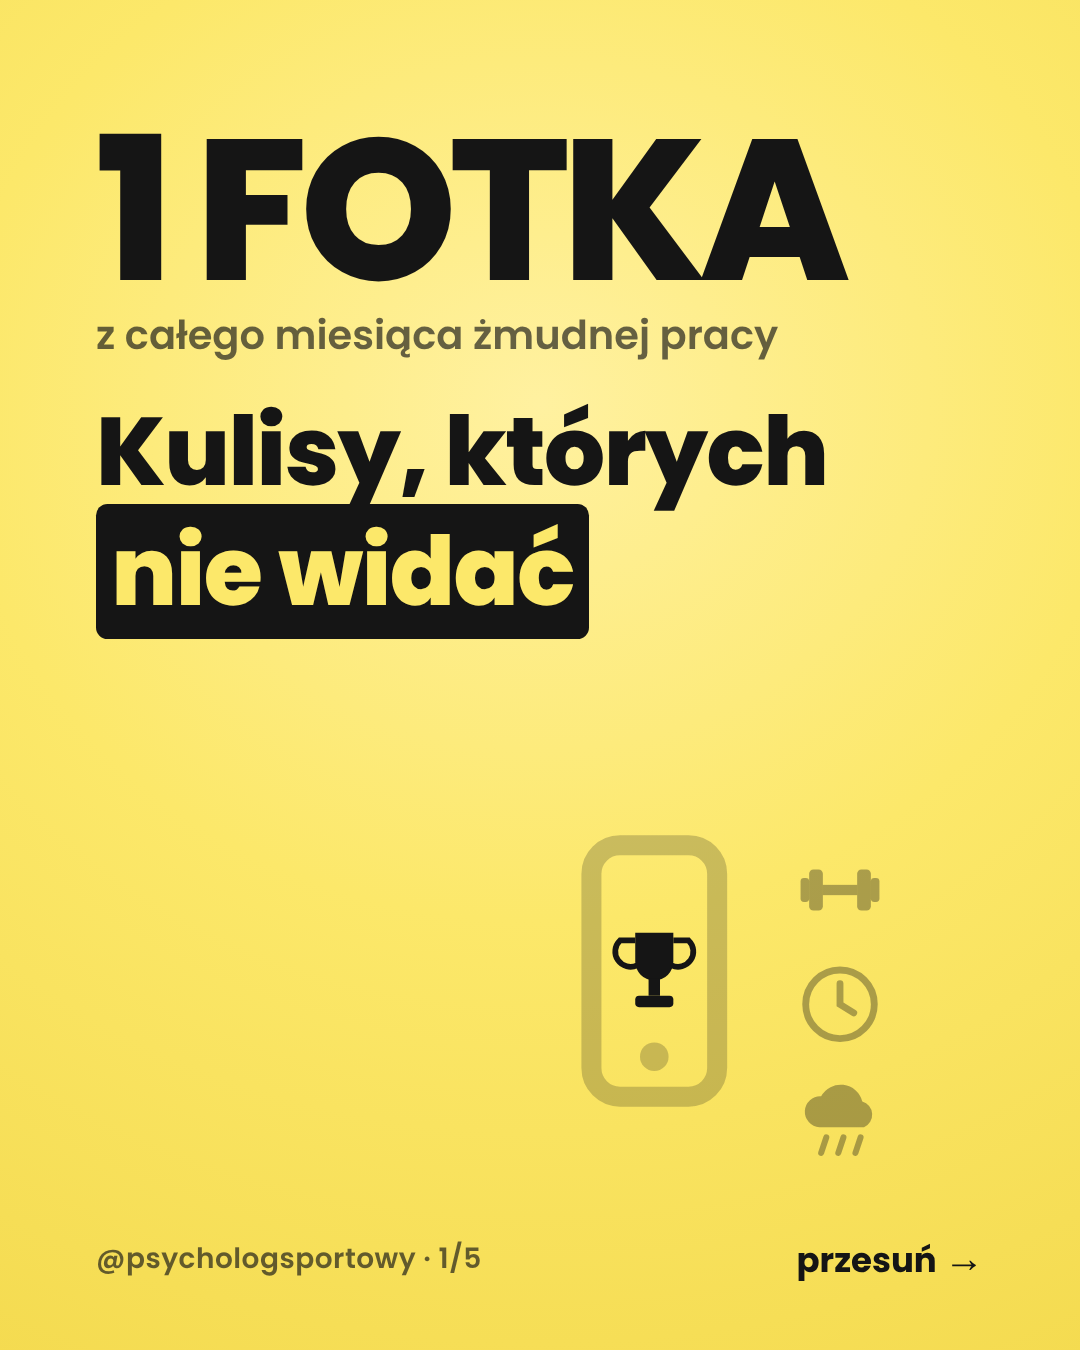 1 FOTKA
z całego miesiąca żmudnej pracy
Kulisy, których
nie widać
@psychologsportowy · 1/5
przesuń →